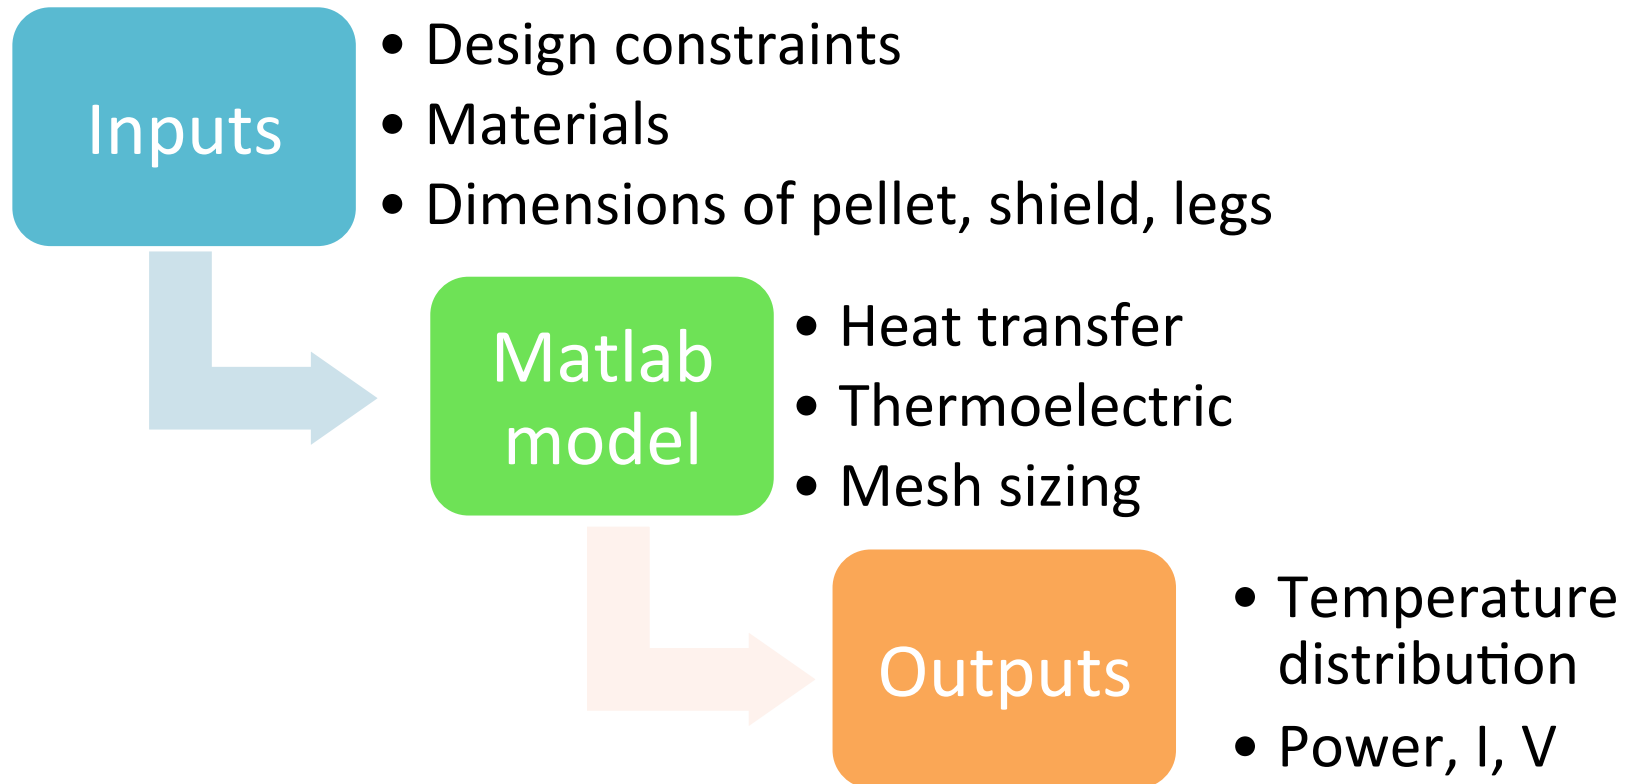 Inputs
• Design constraints
• Materials
• Dimensions of pellet, shield, legs
Matlab
model
• Heat transfer
• Thermoelectric
• Mesh sizing
Outputs
• Temperature
distribution
• Power, I, V